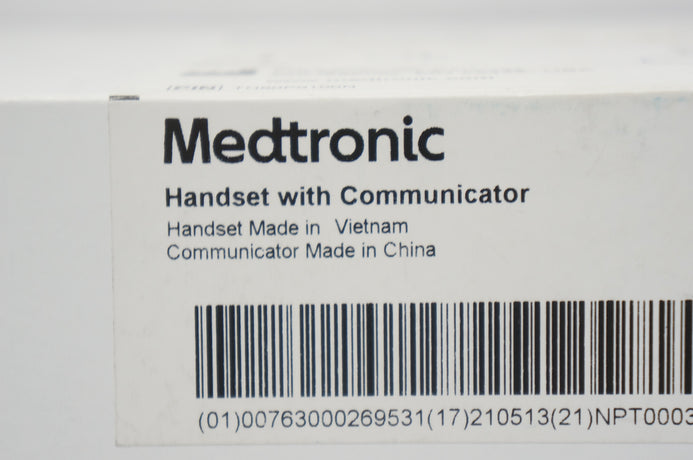 Medtronic
Handset with Communicator
Handset Made in Vietnam
Communicator Made in China
(01)00763000269531(17)210513(21)NPT0003